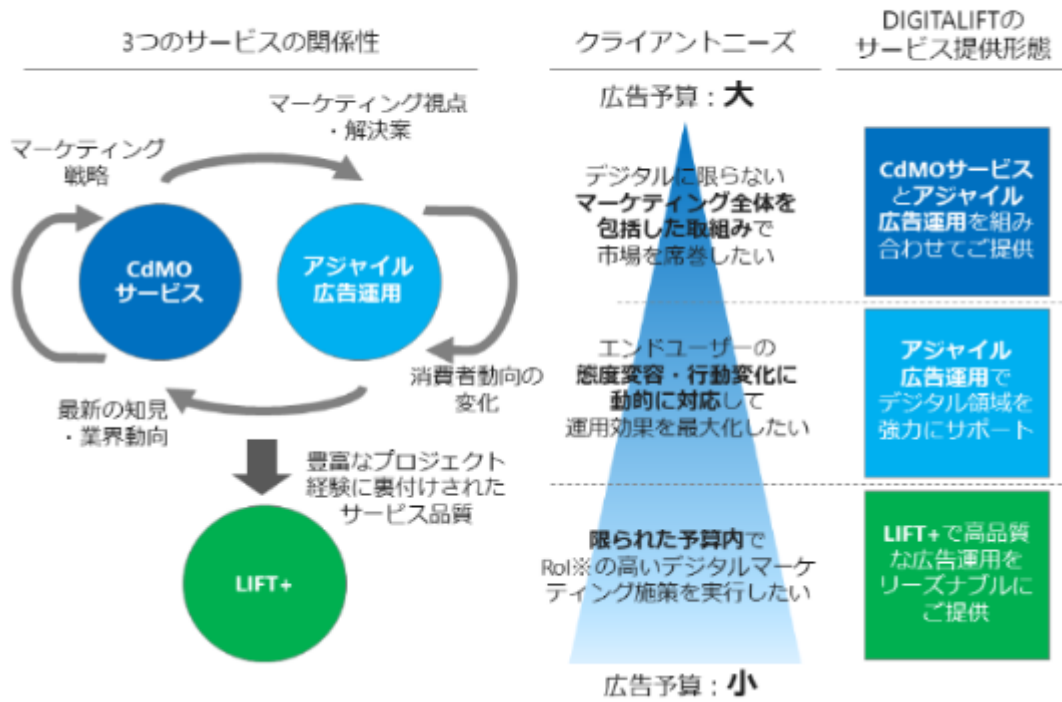 3つのサービスの関係性
マーケティング視点
・解決案
マーケティング
戦略
CdMO
サービス
アジャイル
広告運用
消費者動向の
変化
最新の知見
・業界動向
豊富なプロジェクト
経験に裏付けされた
サービス品質
LIFT+
クライアントニーズ
広告予算：大
デジタルに限らない
マーケティング全体を
包括した取組みで
市場を席巻したい
エンドユーザーの
態度変容・行動変化に
動的に対応して
運用効果を最大化したい
限られた予算内で
RoI※の高いデジタルマーケ
ティング施策を実行したい
広告予算：小
DIGITALIFTの
サービス提供形態
CdMOサービス
とアジャイル
広告運用を組み
合わせてご提供
アジャイル
広告運用で
デジタル領域を
強力にサポート
LIFT+で高品質
な広告運用を
リーズナブルに
ご提供